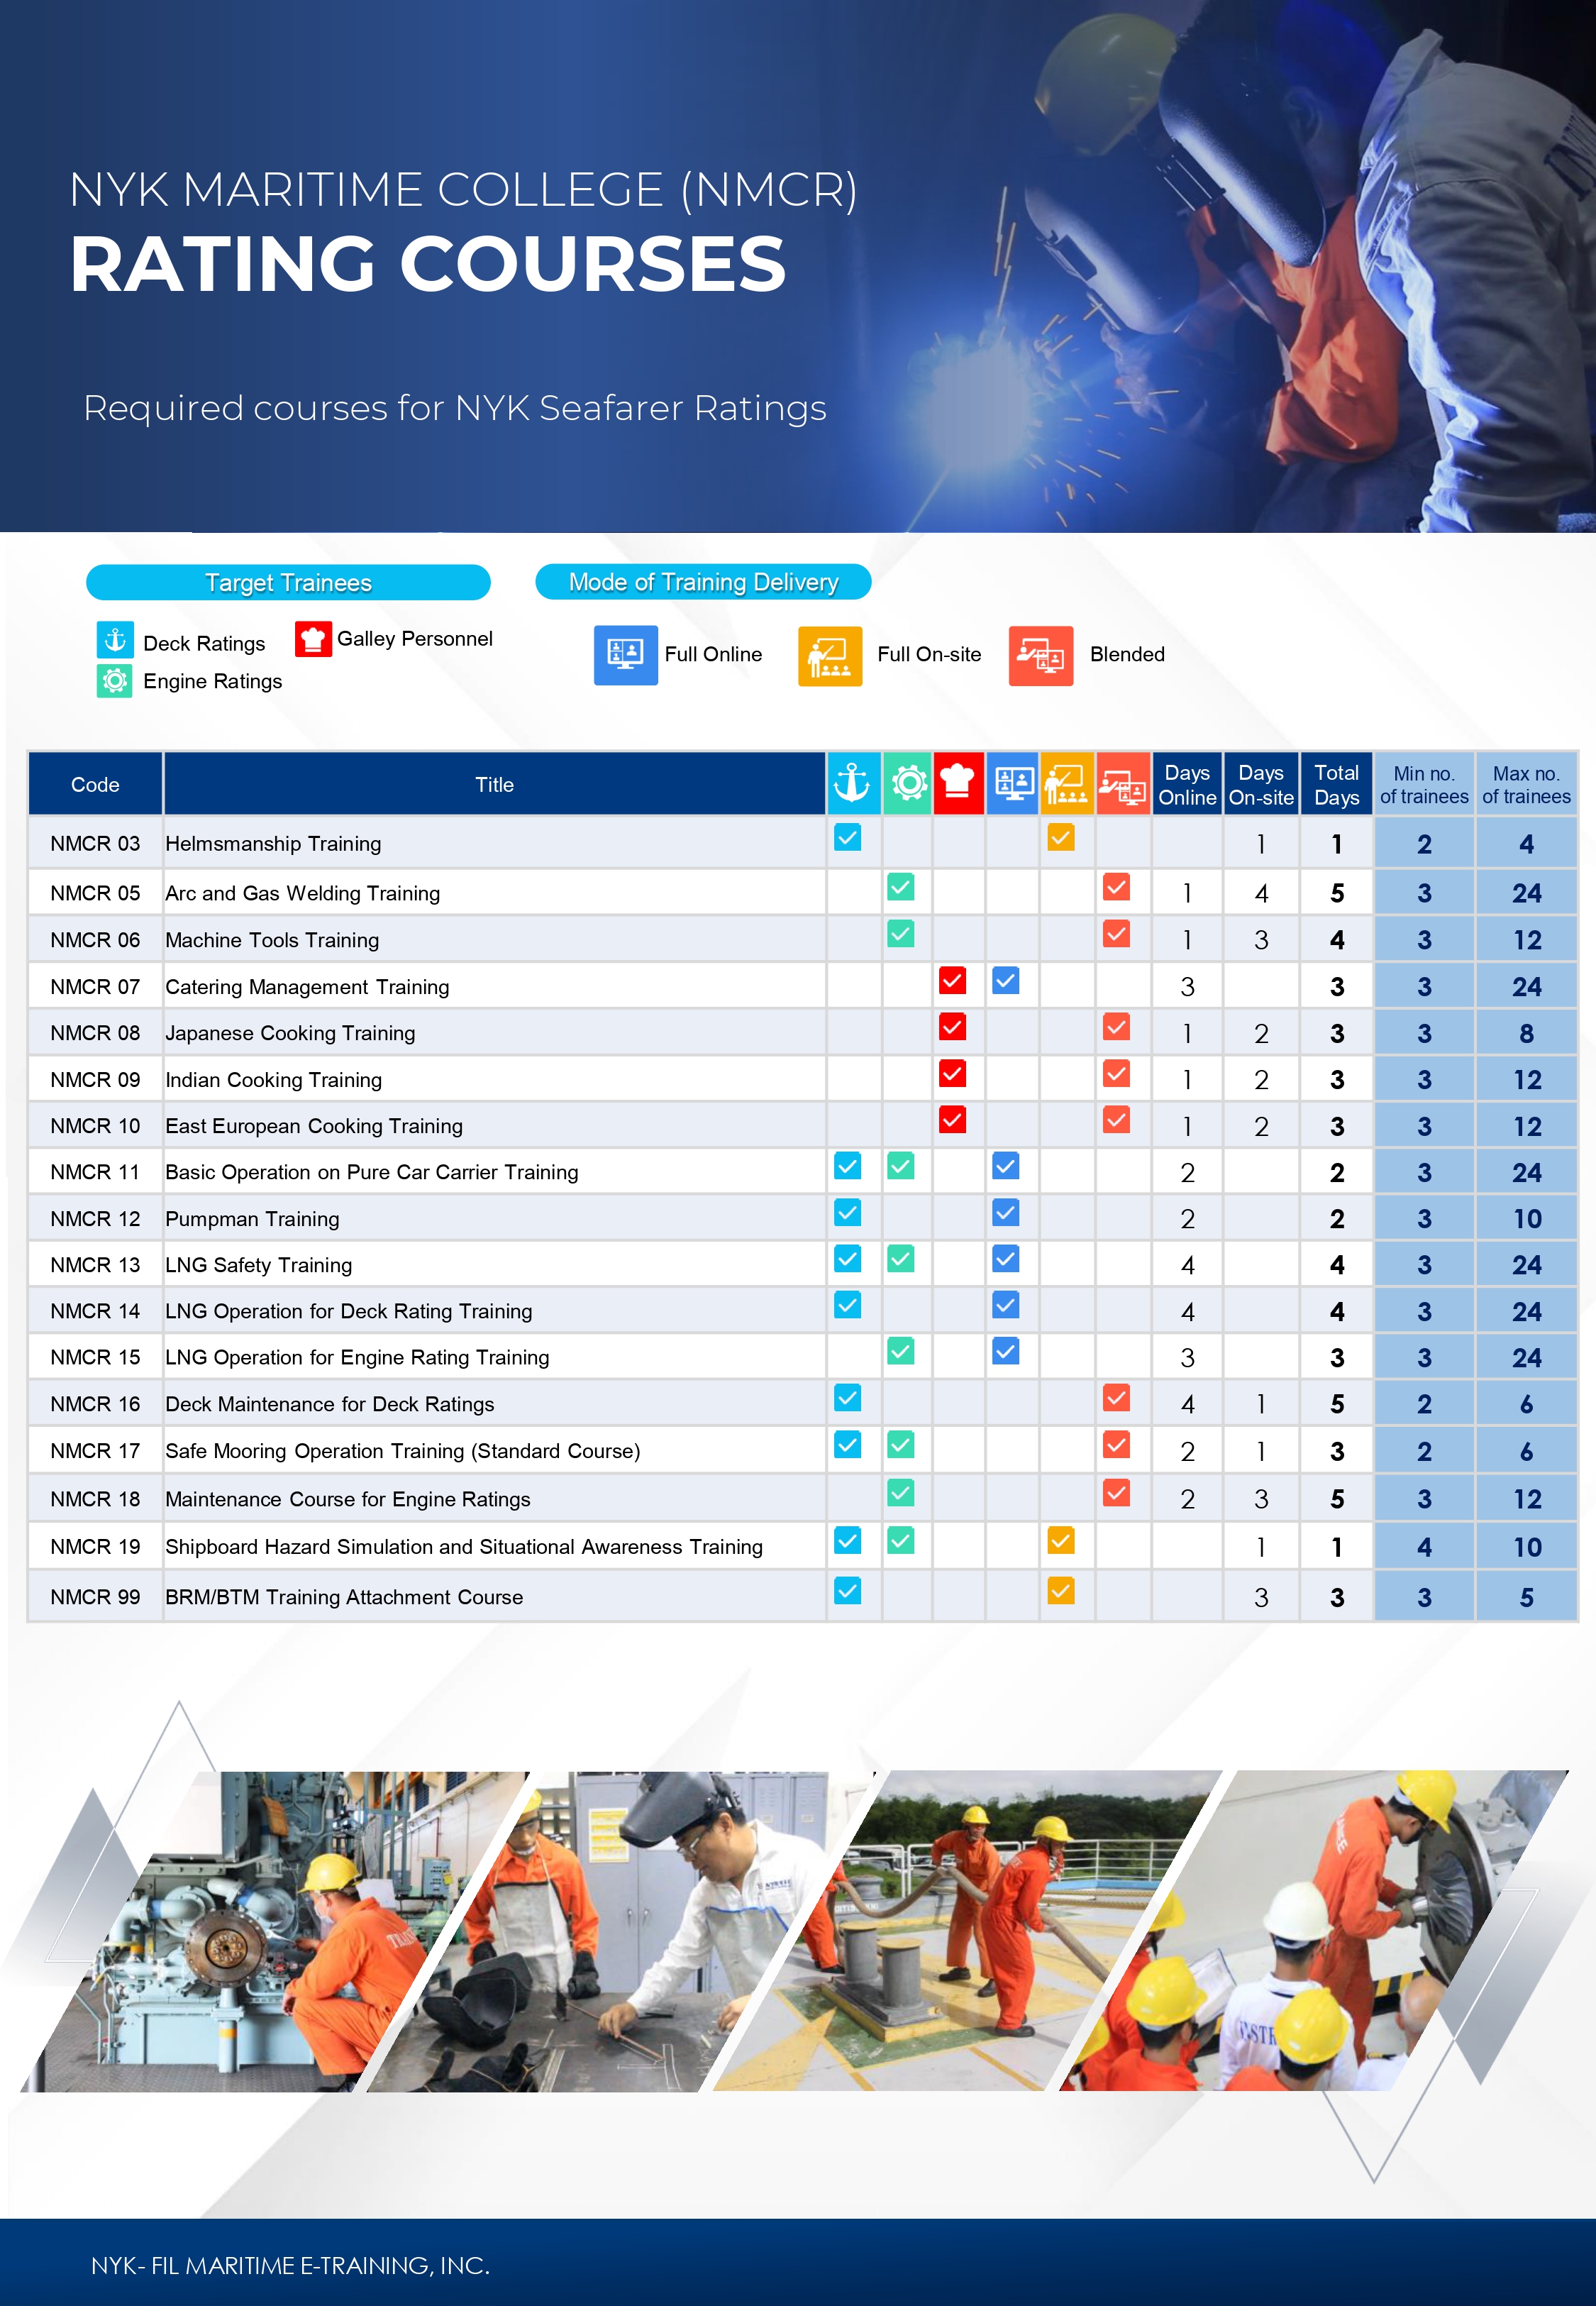 NYK MARITIME COLLEGE (NMCR)
RATING COURSES
Required courses for NYK Seafarer Ratings
Target Trainees
Mode of Training Delivery
Deck Ratings
Galley Personnel
Engine Ratings
Full Online
Full On-site
Blended
Code Title Days Online Days On-site Total Days Min no. of trainees Max no. of trainees
NMCR 03 Helmsmanship Training 1 1 2 4
NMCR 05 Arc and Gas Welding Training 1 4 5 3 24
NMCR 06 Machine Tools Training 1 3 4 3 12
NMCR 07 Catering Management Training 3 3 3 24
NMCR 08 Japanese Cooking Training 1 2 3 3 8
NMCR 09 Indian Cooking Training 1 2 3 3 12
NMCR 10 East European Cooking Training 1 2 3 3 12
NMCR 11 Basic Operation on Pure Car Carrier Training 2 2 3 24
NMCR 12 Pumpman Training 2 2 3 10
NMCR 13 LNG Safety Training 4 4 3 24
NMCR 14 LNG Operation for Deck Rating Training 4 4 3 24
NMCR 15 LNG Operation for Engine Rating Training 3 3 3 24
NMCR 16 Deck Maintenance for Deck Ratings 4 1 5 2 6
NMCR 17 Safe Mooring Operation Training (Standard Course) 2 1 3 2 6
NMCR 18 Maintenance Course for Engine Ratings 2 3 5 3 12
NMCR 19 Shipboard Hazard Simulation and Situational Awareness Training 1 1 4 10
NMCR 99 BRM/BTM Training Attachment Course 3 3 3 5
NYK- FIL MARITIME E-TRAINING, INC.